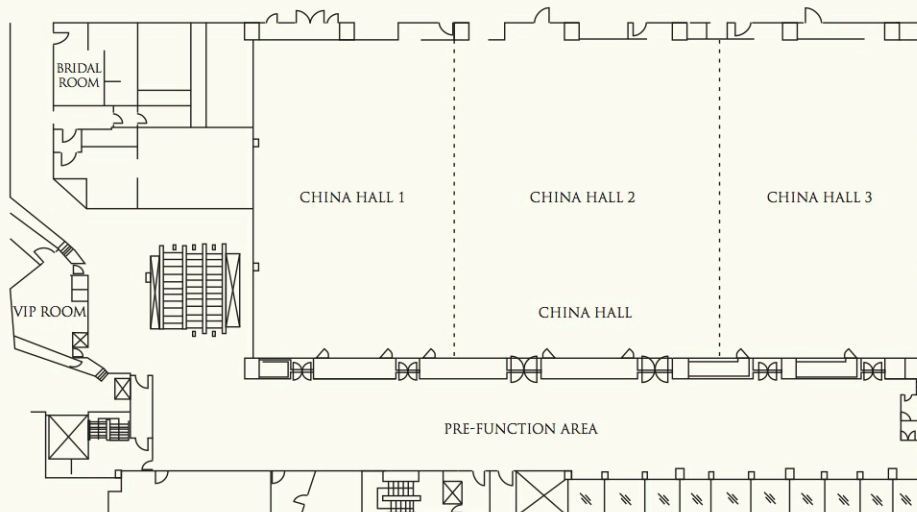 BRIDAL
ROOM
CHINA HALL 1
CHINA HALL 2
CHINA HALL 3
VIP ROOM
CHINA HALL
PRE-FUNCTION AREA